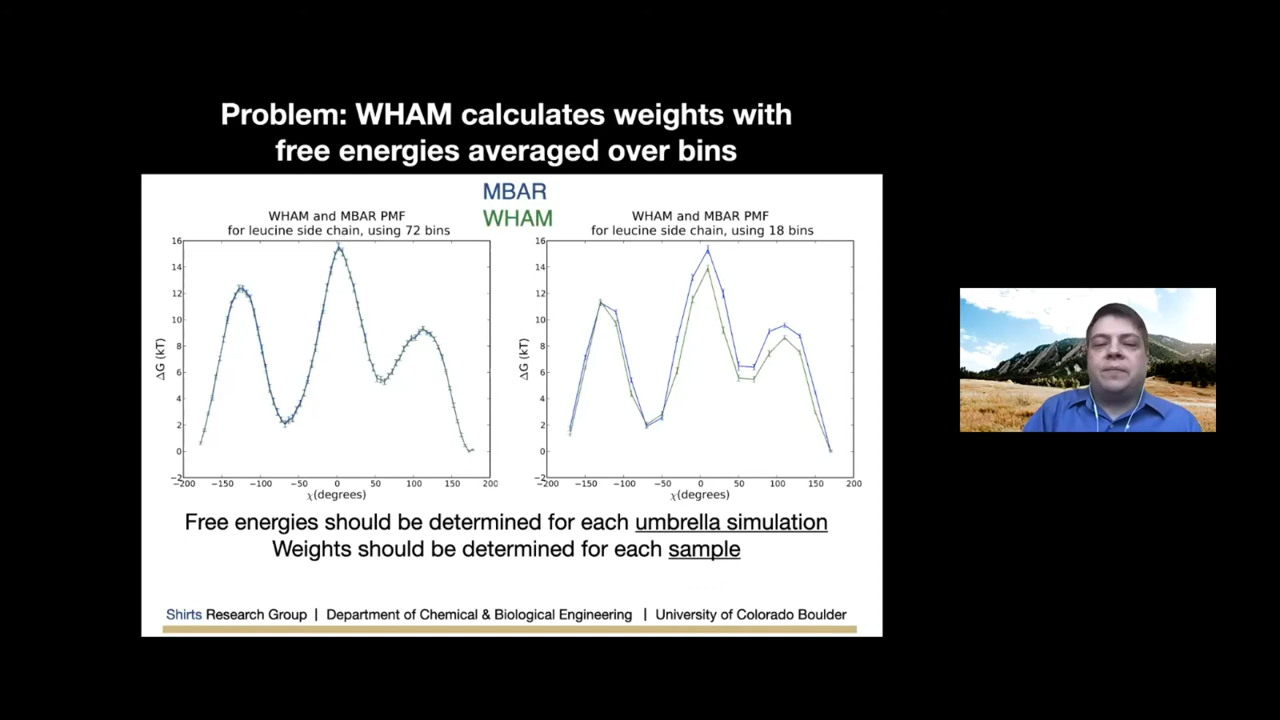 Problem: WHAM calculates weights with
free energies averaged over bins
MBAR
WHAM
WHAM and MBAR PMF
for leucine side chain, using 72 bins
16
14
12
10
8
6
4
2
0
−2
ΔG (kT)
−200 −150 −100 −50 0 50 100 150 200
χ(degrees)
WHAM and MBAR PMF
for leucine side chain, using 18 bins
16
14
12
10
8
6
4
2
0
−2
ΔG (kT)
−200 −150 −100 −50 0 50 100 150 200
χ(degrees)
Free energies should be determined for each umbrella simulation
Weights should be determined for each sample
Shirts Research Group | Department of Chemical & Biological Engineering | University of Colorado Boulder